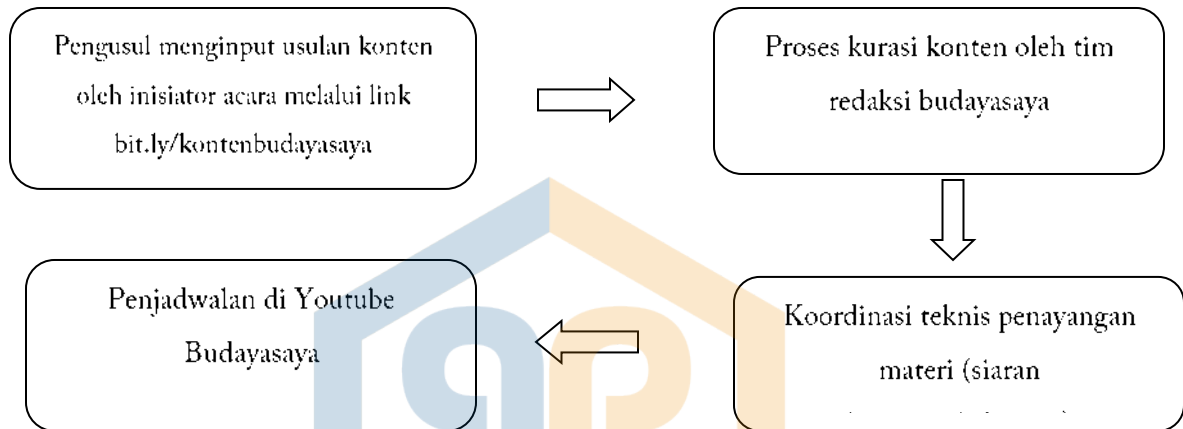 Pengusul menginput usulan konten
oleh inisiator acara melalui link
bit.ly/kontenbudayasaya
Proses kurasi konten oleh tim
redaksi budayasaya
Koordinasi teknis penayangan
materi (siaran
Penjadwalan di Youtube
Budayasaya